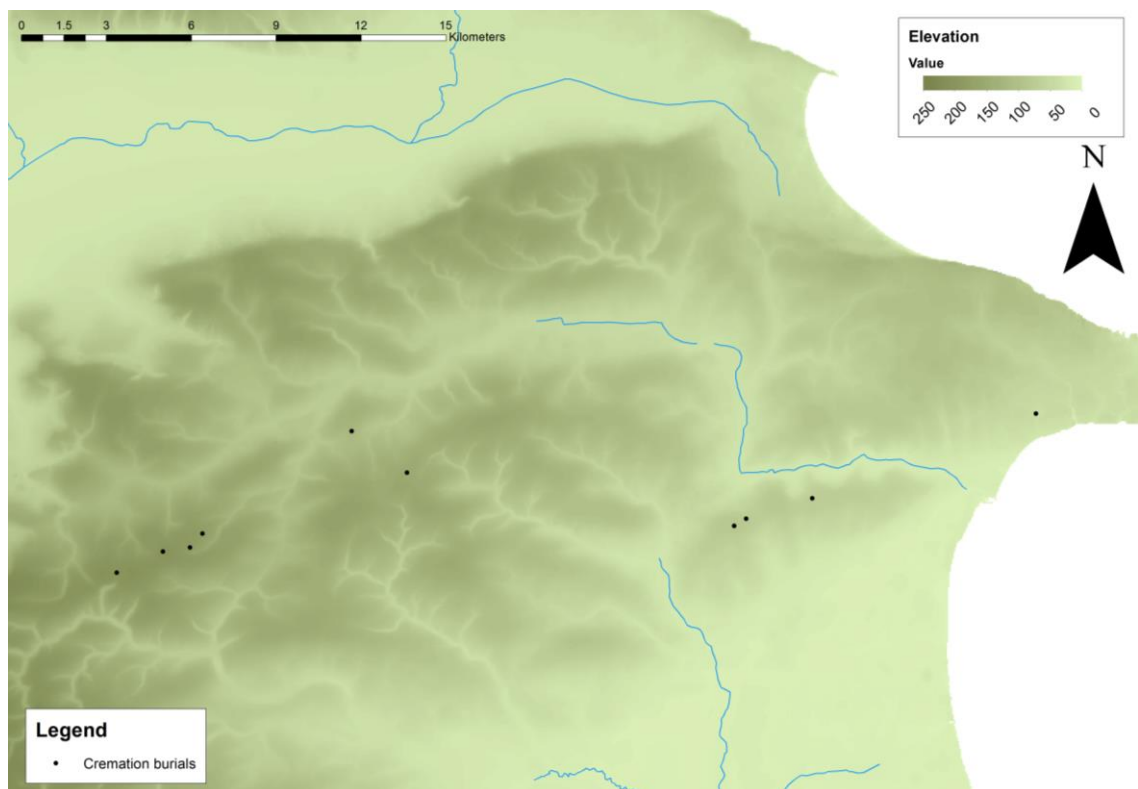 0 1.5 3 6 9 12 15
Kilometers
Elevation
Value
250 200 150 100 50 0
N
Legend
Cremation burials